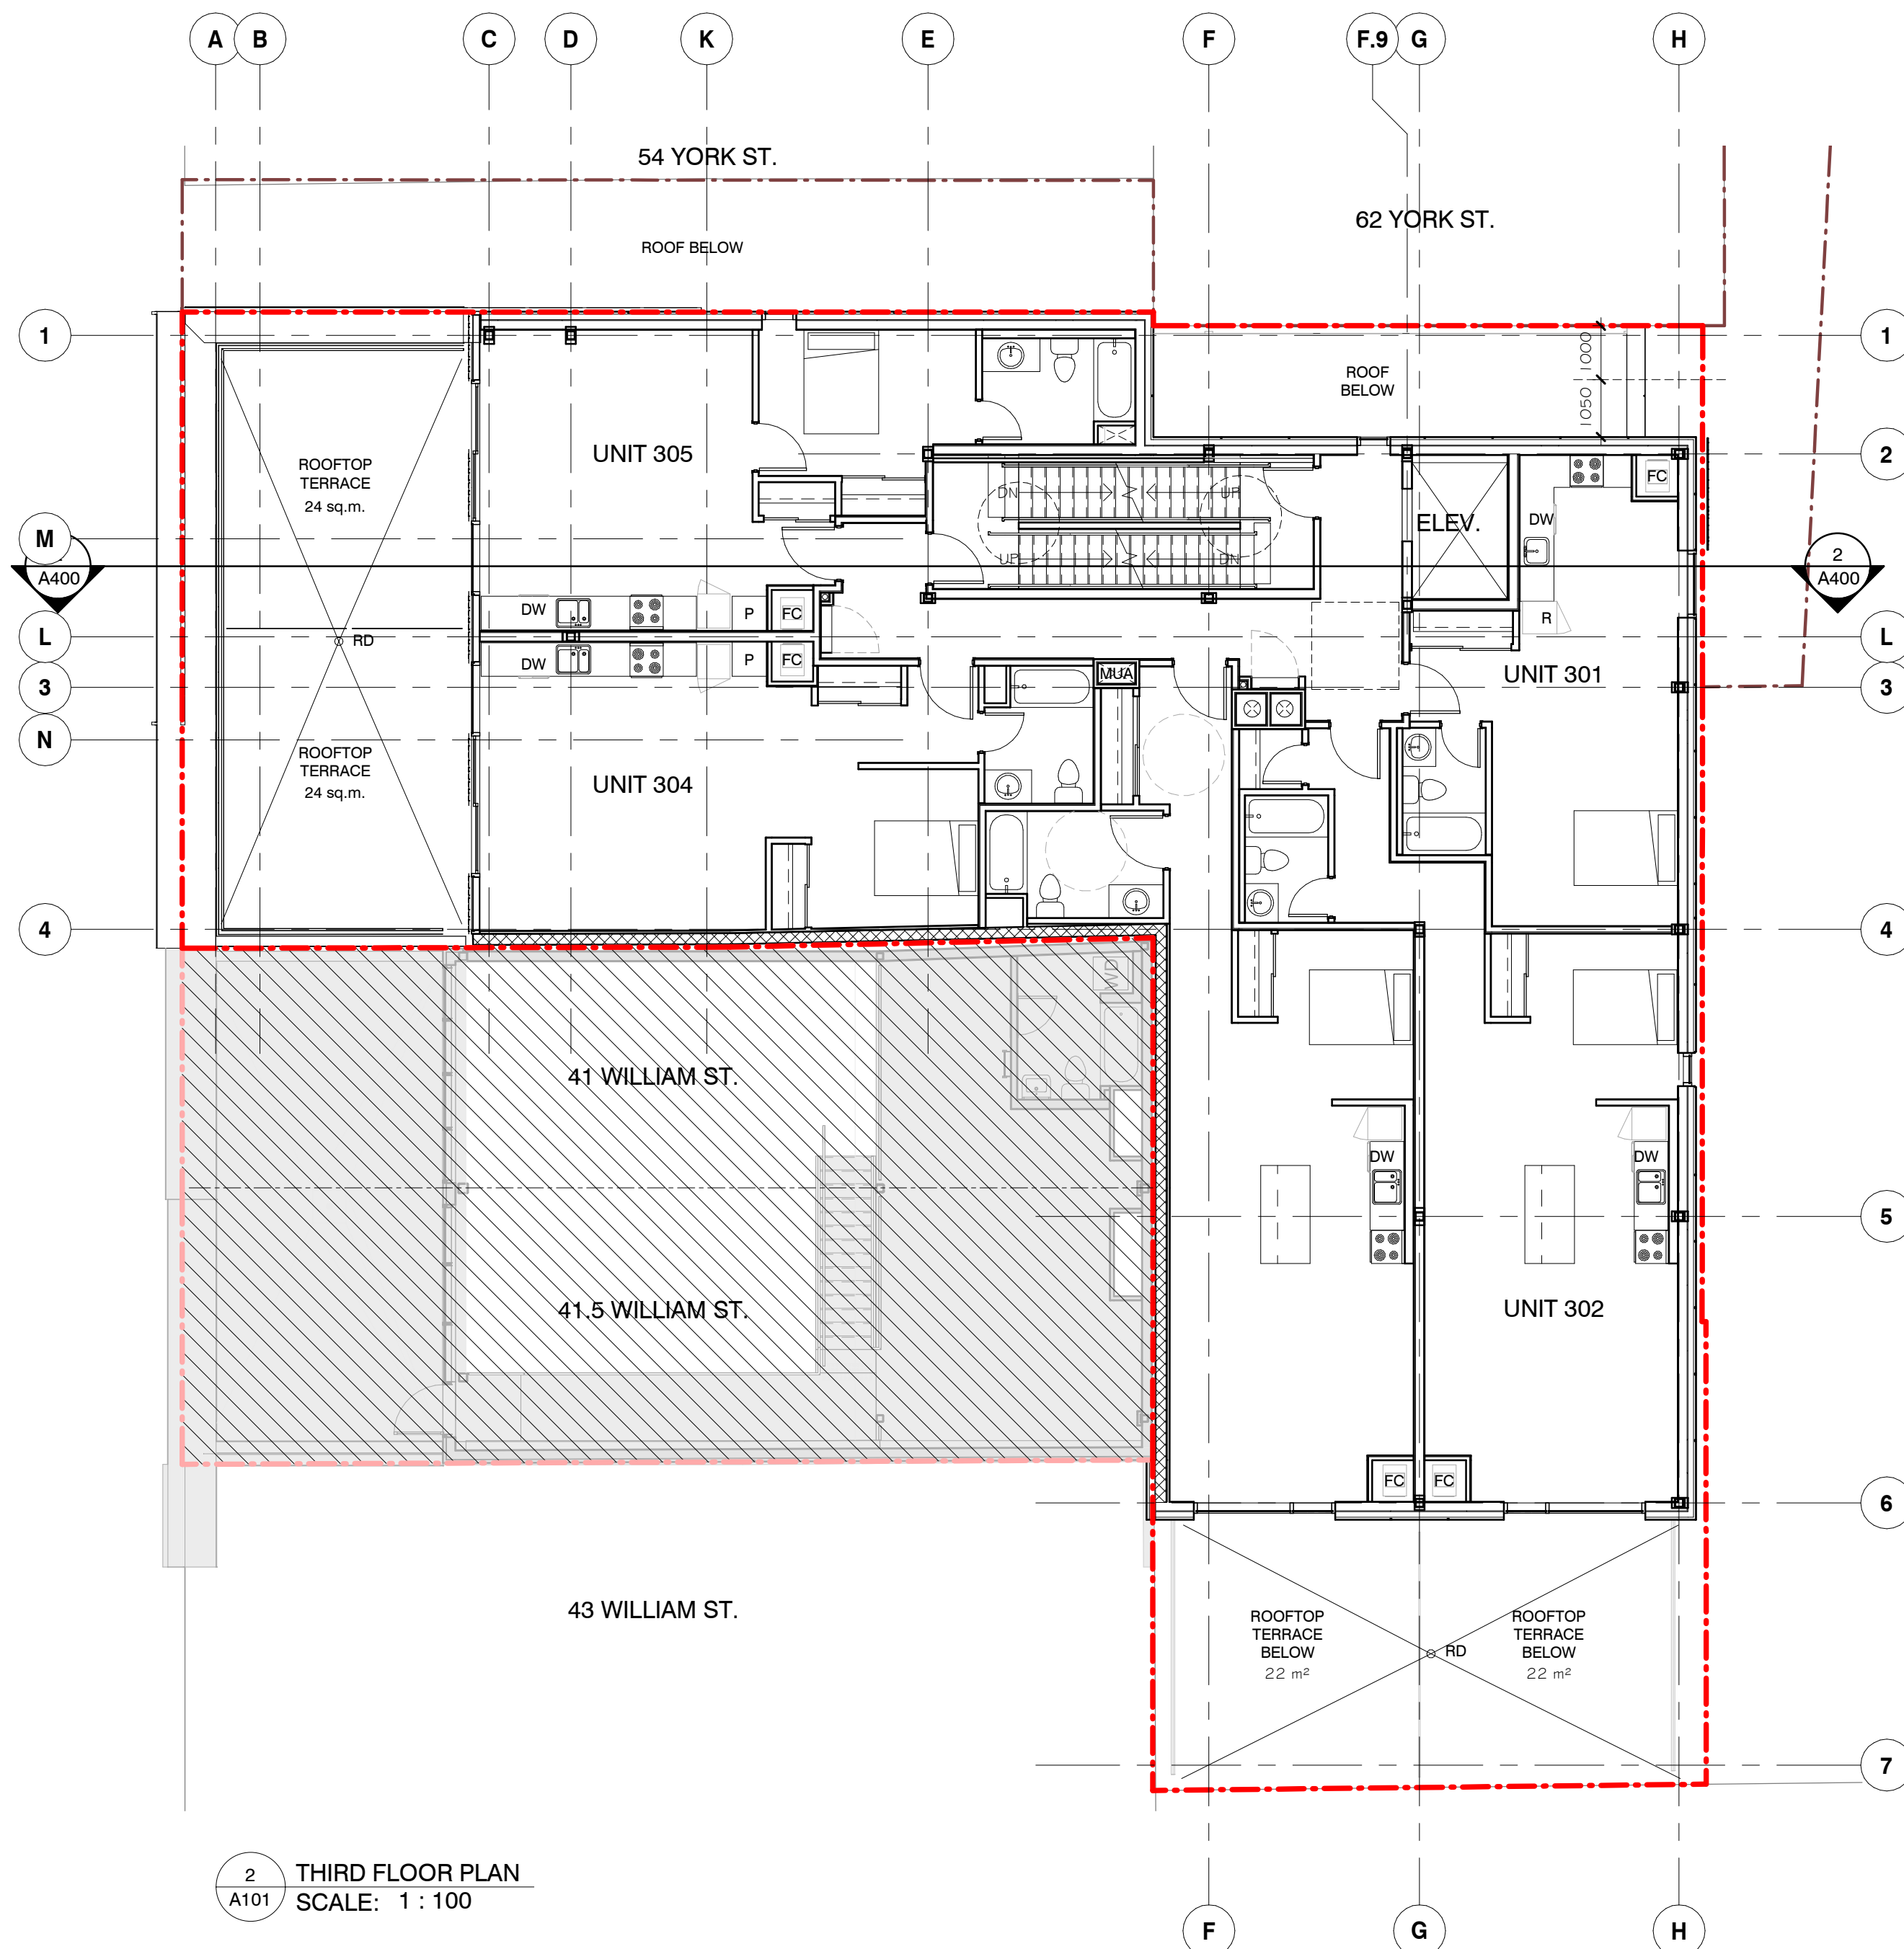 A B C D K E F F.9 G H
54 YORK ST.
62 YORK ST.
ROOF BELOW
1 1
1000
ROOF
BELOW
1050
UNIT 305
2
ROOFTOP
TERRACE
24 sq.m.
FC
DN UP
ELEV.
DW
M
UP DN
2
A400
A400
DW P FC
R
L L
RD
DW P FC
MUA
UNIT 301
3 3
N
ROOFTOP
TERRACE
24 sq.m.
UNIT 304
4 4
WD
41 WILLIAM ST.
DW DW
5
41.5 WILLIAM ST.
UNIT 302
FC FC
6
43 WILLIAM ST.
ROOFTOP
TERRACE
BELOW
22 m²
RD
ROOFTOP
TERRACE
BELOW
22 m²
7
2
A101
THIRD FLOOR PLAN
SCALE: 1 : 100
F G H